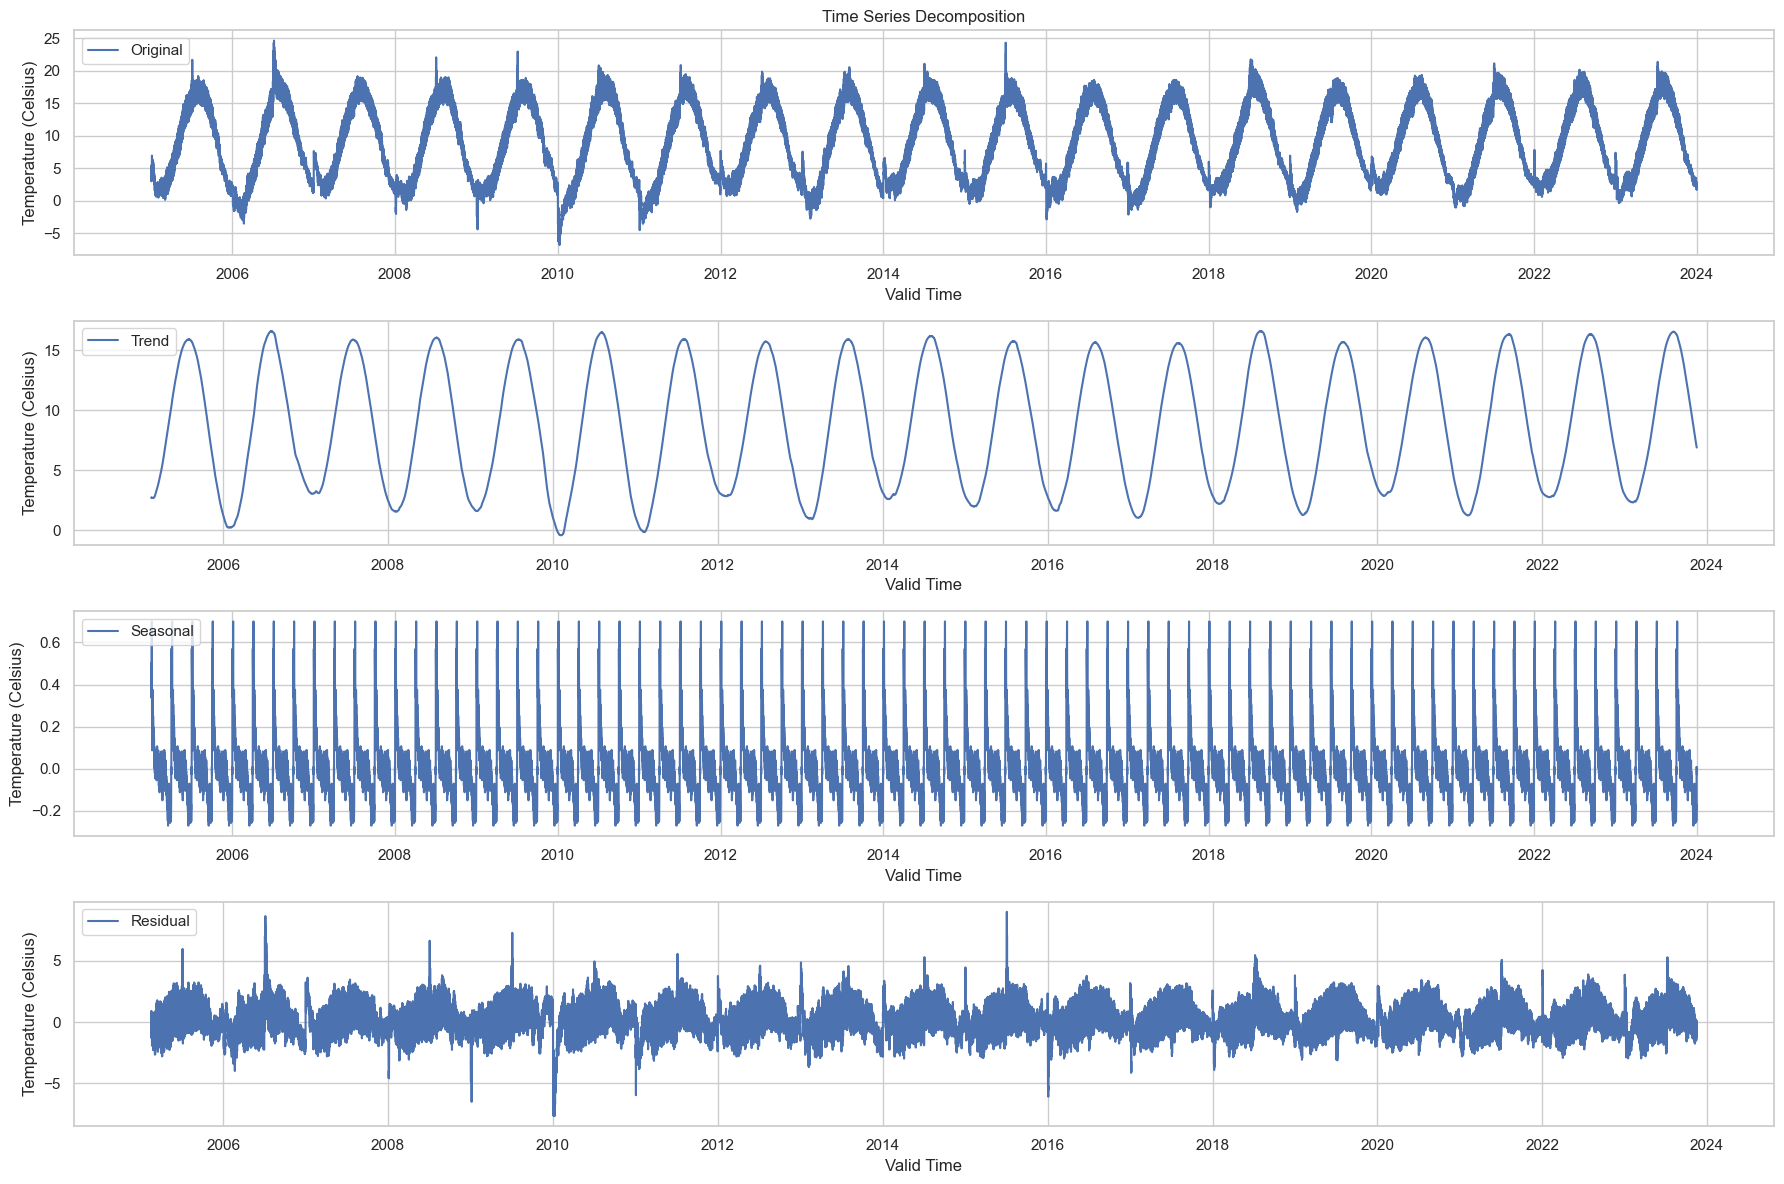 Time Series Decomposition
Original
Temperature (Celsius)
25
20
15
10
5
0
−5
2006 2008 2010 2012 2014 2016 2018 2020 2022 2024
Valid Time
Trend
Temperature (Celsius)
15
10
5
0
2006 2008 2010 2012 2014 2016 2018 2020 2022 2024
Valid Time
Seasonal
Temperature (Celsius)
0.6
0.4
0.2
0.0
−0.2
2006 2008 2010 2012 2014 2016 2018 2020 2022 2024
Valid Time
Residual
Temperature (Celsius)
5
0
−5
2006 2008 2010 2012 2014 2016 2018 2020 2022 2024
Valid Time